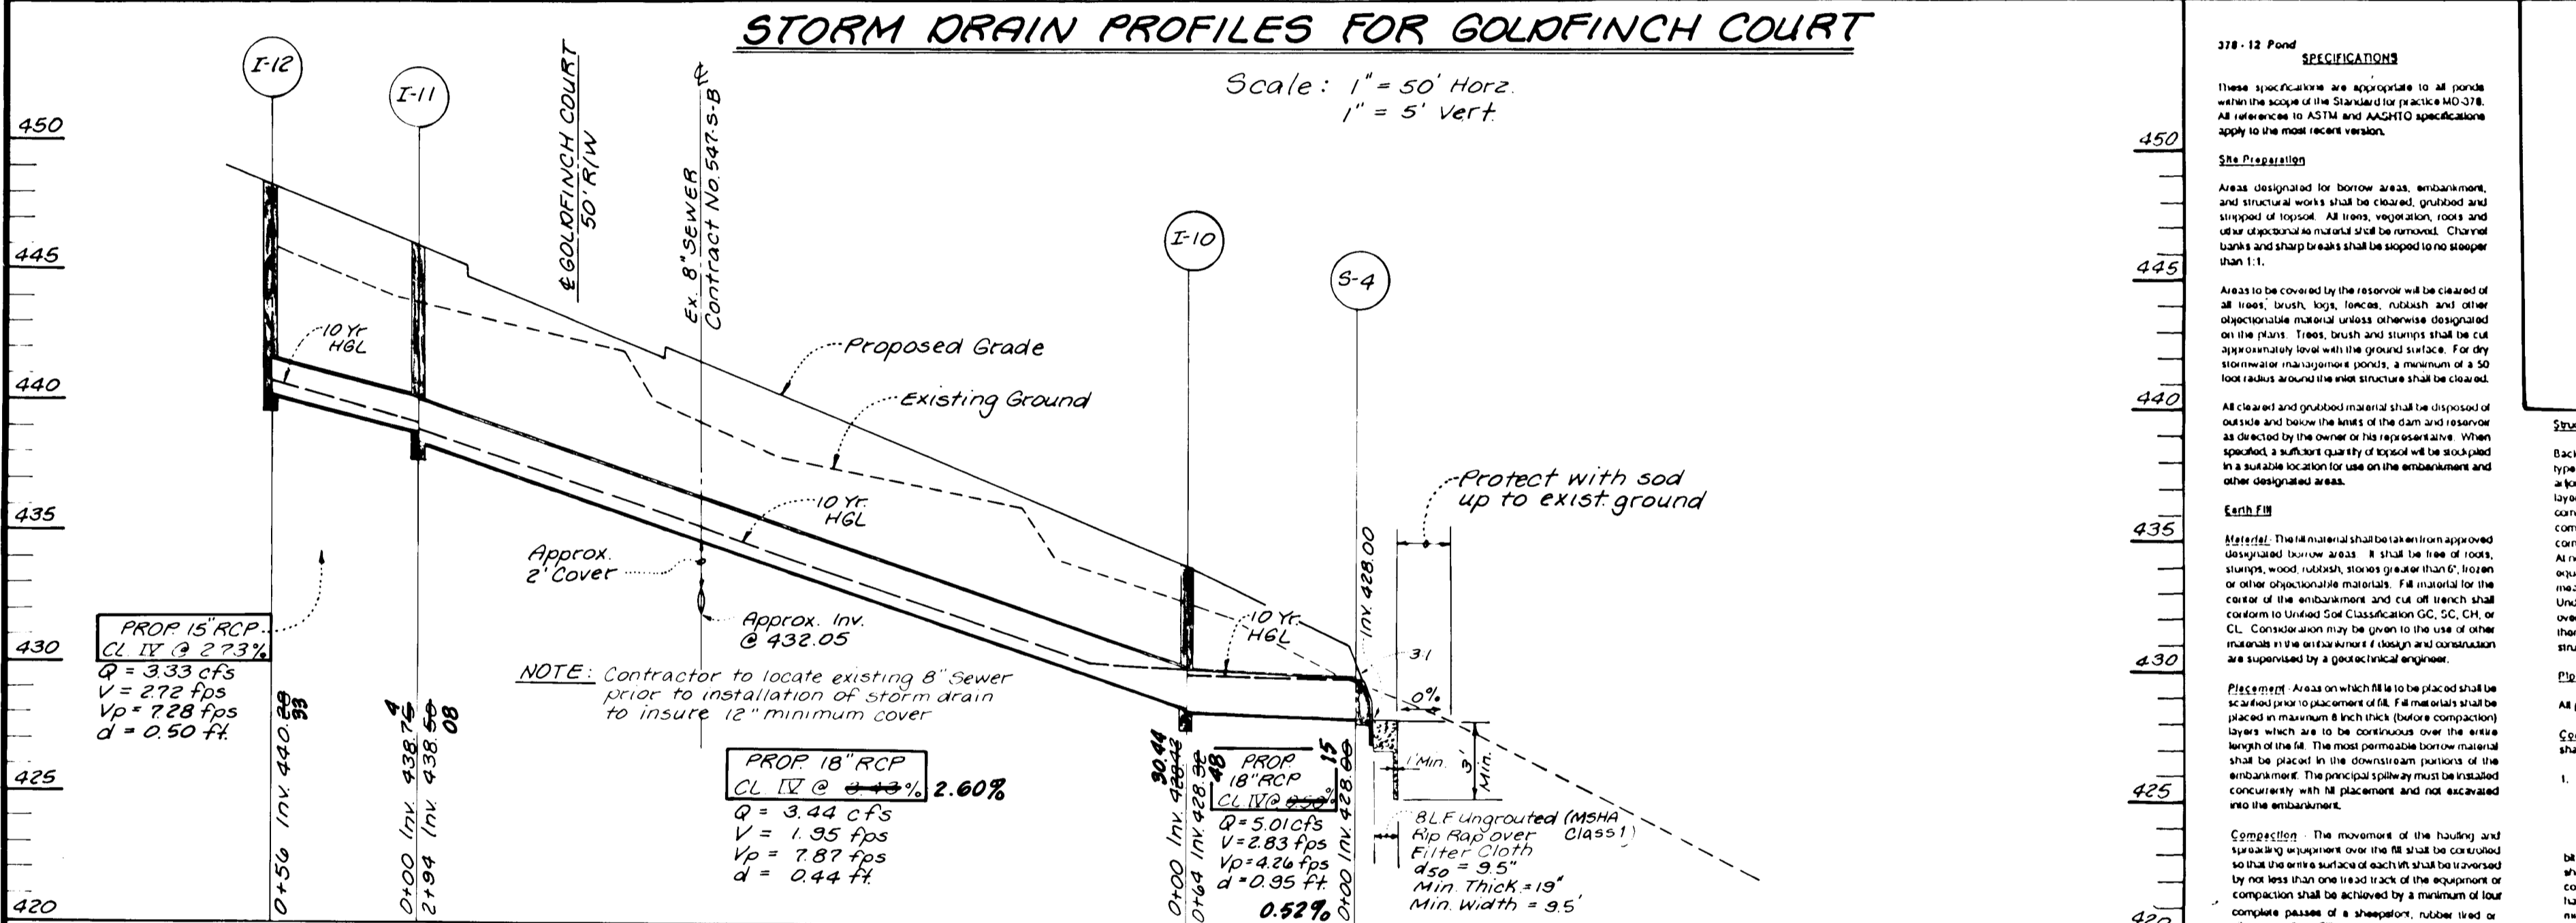 STORM DRAIN PROFILES FOR GOLDFINCH COURT
Scale: 1" = 50' Horz.
1" = 5' Vert.
I-12
I-11
℄ GOLDFINCH COURT
50' R/W
℄
Ex. 8" SEWER
Contract No. 547-S-B
I-10
S-4
450
445
440
435
430
425
420
450
445
440
435
430
425
420
10 Yr.
HGL
Proposed Grade
Existing Ground
10 Yr.
HGL
Approx.
2' Cover
Approx. Inv.
@ 432.05
NOTE: Contractor to locate existing 8" Sewer
prior to installation of storm drain
to insure 12" minimum cover
Protect with sod
up to exist. ground
Inv. 428.00
10 Yr.
HGL
3:1
0%
1' Min.
3'
Min.
PROP. 15" RCP
CL. IV @ 2.73%
Q = 3.33 cfs
V = 2.72 fps
Vp = 7.28 fps
d = 0.50 ft.
0+56 Inv. 440.28
33
0+00 Inv. 438.75
4
2+94 Inv. 438.50
08
PROP. 18" RCP
CL. IV @ 3.43% 2.60%
Q = 3.44 cfs
V = 1.95 fps
Vp = 7.87 fps
d = 0.44 ft.
30.44
0+00 Inv. 428.42
0+64 Inv. 428.32
48
PROP.
18" RCP
CL. IV @ 0.50%
Q = 5.01 cfs
V = 2.83 fps
Vp = 4.26 fps
d = 0.95 ft.
0.52%
15
0+00 Inv. 428.00
8 L.F. Ungrouted (MSHA
Rip Rap over Class 1)
Filter Cloth
d50 = 9.5"
Min. Thick. = 19"
Min. Width = 9.5'
378 - 12 Pond
SPECIFICATIONS
These specifications are appropriate to all ponds
within the scope of the Standard for practice MD-378.
All references to ASTM and AASHTO specifications
apply to the most recent version.
Site Preparation
Areas designated for borrow areas, embankment,
and structural works shall be cleared, grubbed and
stripped of topsoil. All trees, vegetation, roots and
other objectionable material shall be removed. Channel
banks and sharp breaks shall be sloped to no steeper
than 1:1.
Areas to be covered by the reservoir will be cleared of
all trees, brush, logs, fences, rubbish and other
objectionable material unless otherwise designated
on the plans. Trees, brush and stumps shall be cut
approximately level with the ground surface. For dry
stormwater management ponds, a minimum of a 50
foot radius around the inlet structure shall be cleared.
All cleared and grubbed material shall be disposed of
outside and below the limits of the dam and reservoir
as directed by the owner or his representative. When
specified, a sufficient quantity of topsoil will be stockpiled
in a suitable location for use on the embankment and
other designated areas.
Earth Fill
Material - The fill material shall be taken from approved
designated borrow areas. It shall be free of roots,
stumps, wood, rubbish, stones greater than 6", frozen
or other objectionable materials. Fill material for the
center of the embankment and cut off trench shall
conform to Unified Soil Classification GC, SC, CH, or
CL. Consideration may be given to the use of other
materials in the embankment if design and construction
are supervised by a geotechnical engineer.
Placement - Areas on which fill is to be placed shall be
scarified prior to placement of fill. Fill materials shall be
placed in maximum 8 inch thick (before compaction)
layers which are to be continuous over the entire
length of the fill. The most permeable borrow material
shall be placed in the downstream portions of the
embankment. The principal spillway must be installed
concurrently with fill placement and not excavated
into the embankment.
Compaction - The movement of the hauling and
spreading equipment over the fill shall be controlled
so that the entire surface of each lift shall be traversed
by not less than one tread track of the equipment or
compaction shall be achieved by a minimum of four
complete passes of a sheepsfoot, rubber tired or